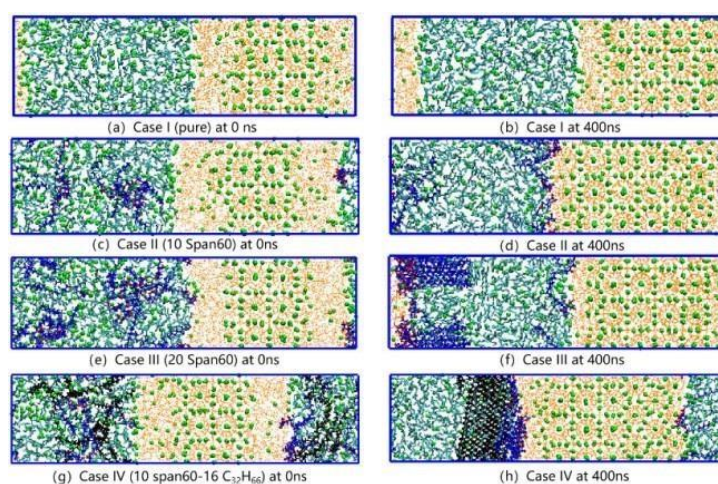 (a) Case I (pure) at 0 ns
(b) Case I at 400ns
(c) Case II (10 Span60) at 0ns
(d) Case II at 400ns
(e) Case III (20 Span60) at 0ns
(f) Case III at 400ns
(g) Case IV (10 span60-16 C₃₂H₆₆) at 0ns
(h) Case IV at 400ns